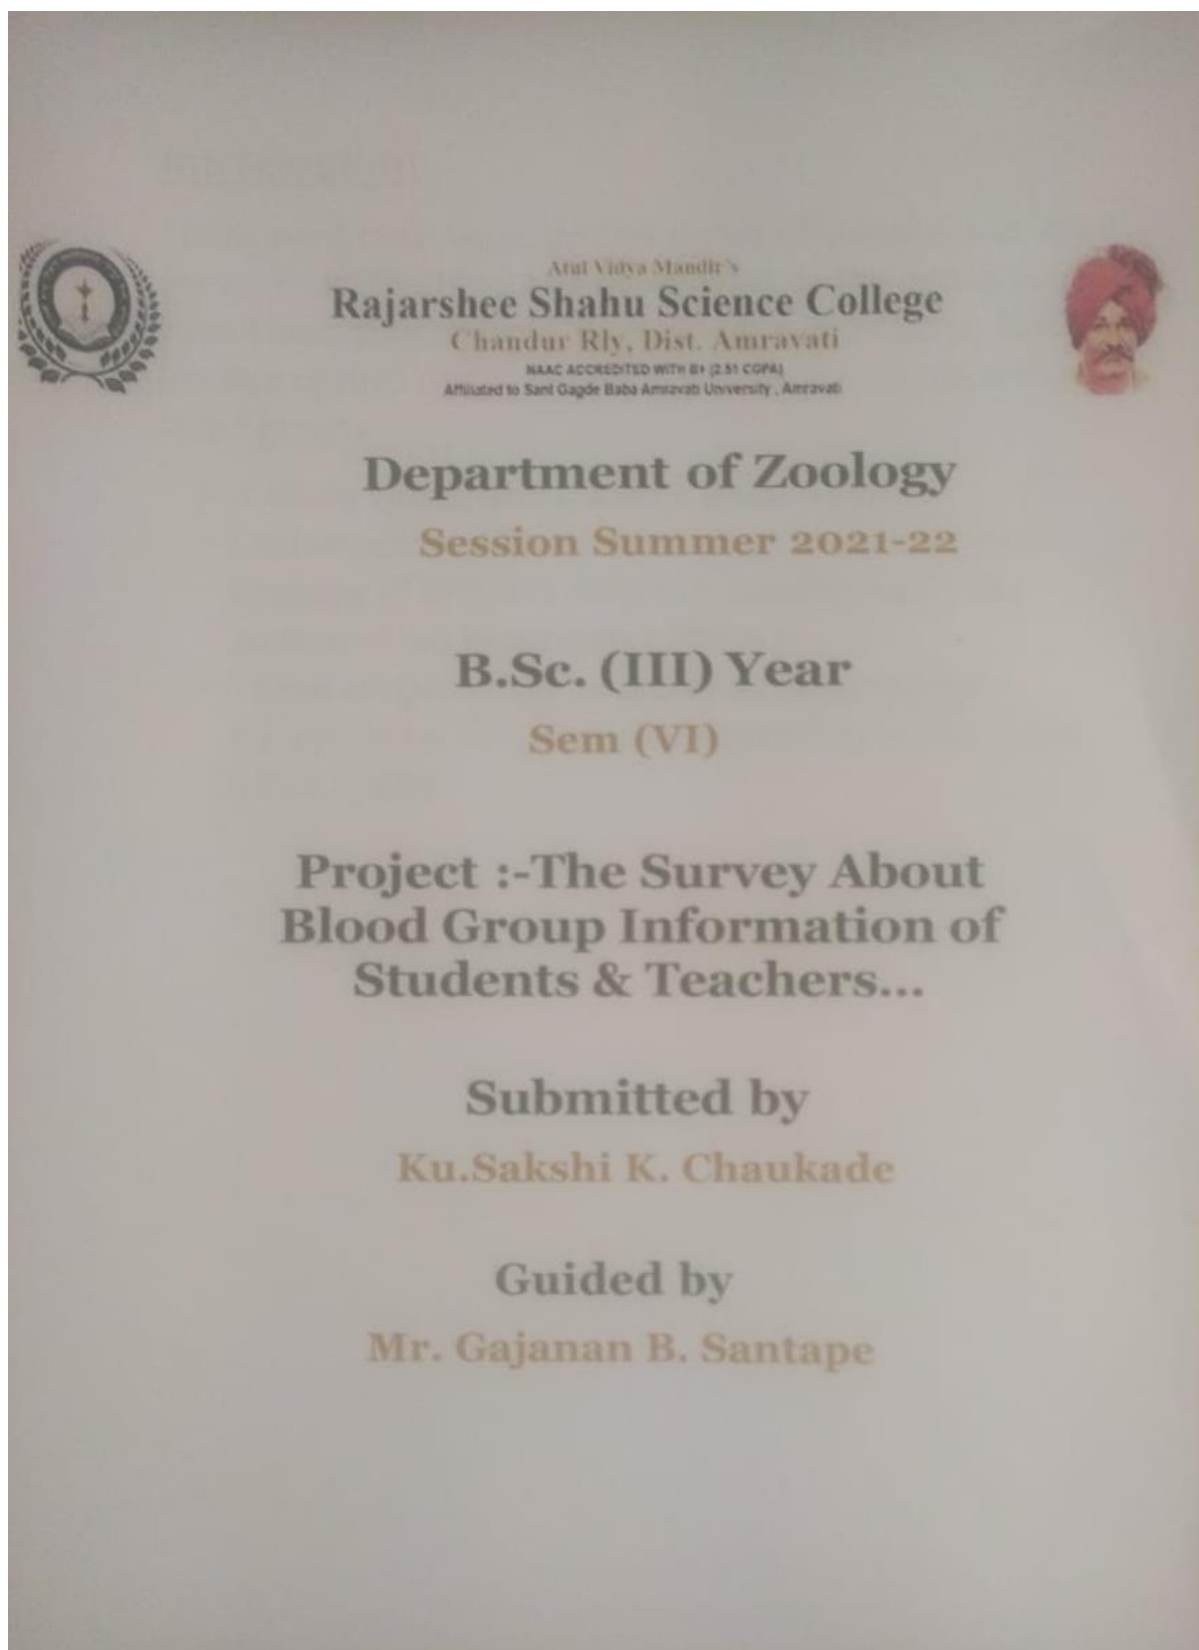 Atul Vidya Mandir's
Rajarshee Shahu Science College
Chandur Rly, Dist. Amravati
NAAC ACCREDITED WITH B+ (2.51 CGPA)
Affiliated to Sant Gagde Baba Amravati University , Amravati
Department of Zoology
Session Summer 2021-22
B.Sc. (III) Year
Sem (VI)
Project :-The Survey About
Blood Group Information of
Students & Teachers...
Submitted by
Ku.Sakshi K. Chaukade
Guided by
Mr. Gajanan B. Santape